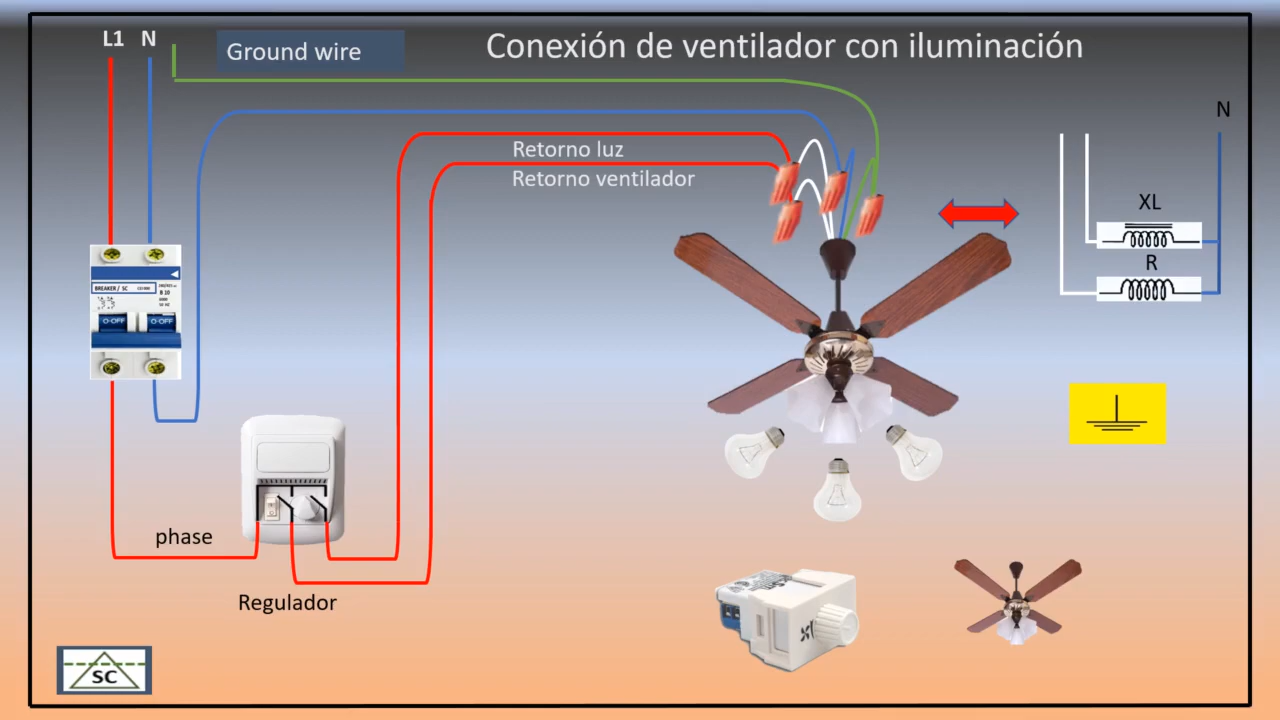 L1 N
Ground wire
Conexión de ventilador con iluminación
N
Retorno luz
Retorno ventilador
XL
R
BREAKER / SC
B 10
O-OFF O-OFF
phase
Regulador
SC